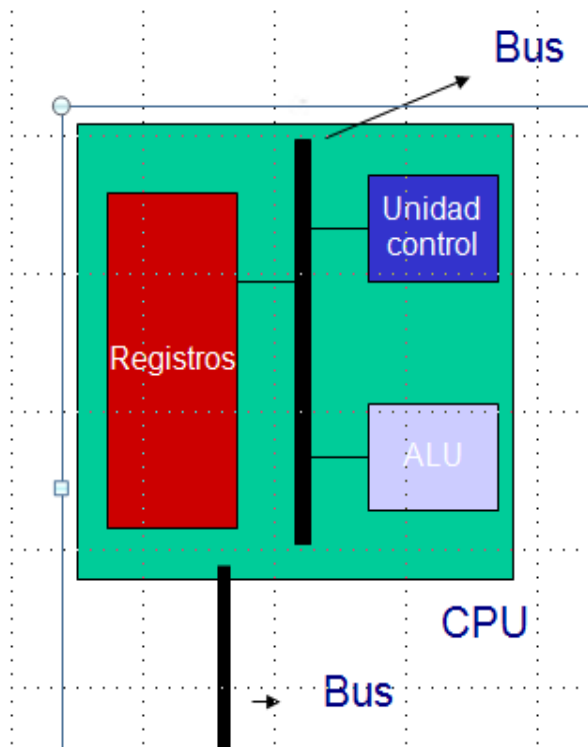 Bus
Unidad
control
Registros
ALU
CPU
Bus